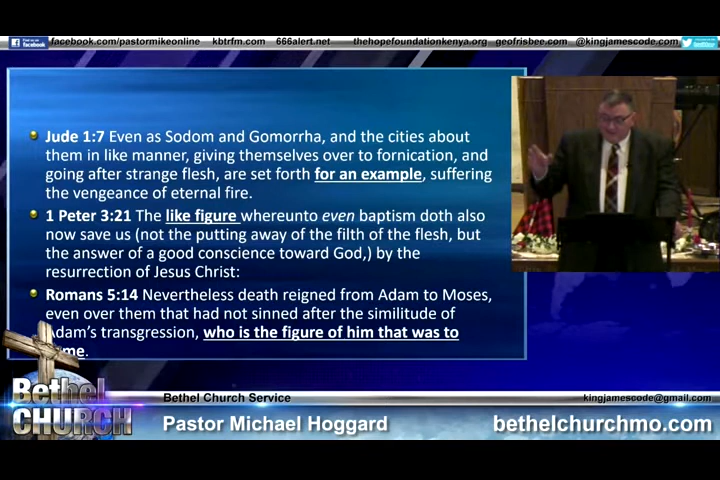 facebook.com/pastormikeonline kbtrfm.com 666alert.net thehopefoundationkenya.org geofrisbee.com @kingjamescode.com
facebook
twitter
Jude 1:7 Even as Sodom and Gomorrha, and the cities about
them in like manner, giving themselves over to fornication, and
going after strange flesh, are set forth for an example, suffering
the vengeance of eternal fire.
1 Peter 3:21 The like figure whereunto even baptism doth also
now save us (not the putting away of the filth of the flesh, but
the answer of a good conscience toward God,) by the
resurrection of Jesus Christ:
Romans 5:14 Nevertheless death reigned from Adam to Moses,
even over them that had not sinned after the similitude of
Adam's transgression, who is the figure of him that was to
me.
Bethel
CHURCH
Bethel Church Service
kingjamescode@gmail.com
Pastor Michael Hoggard
bethelchurchmo.com